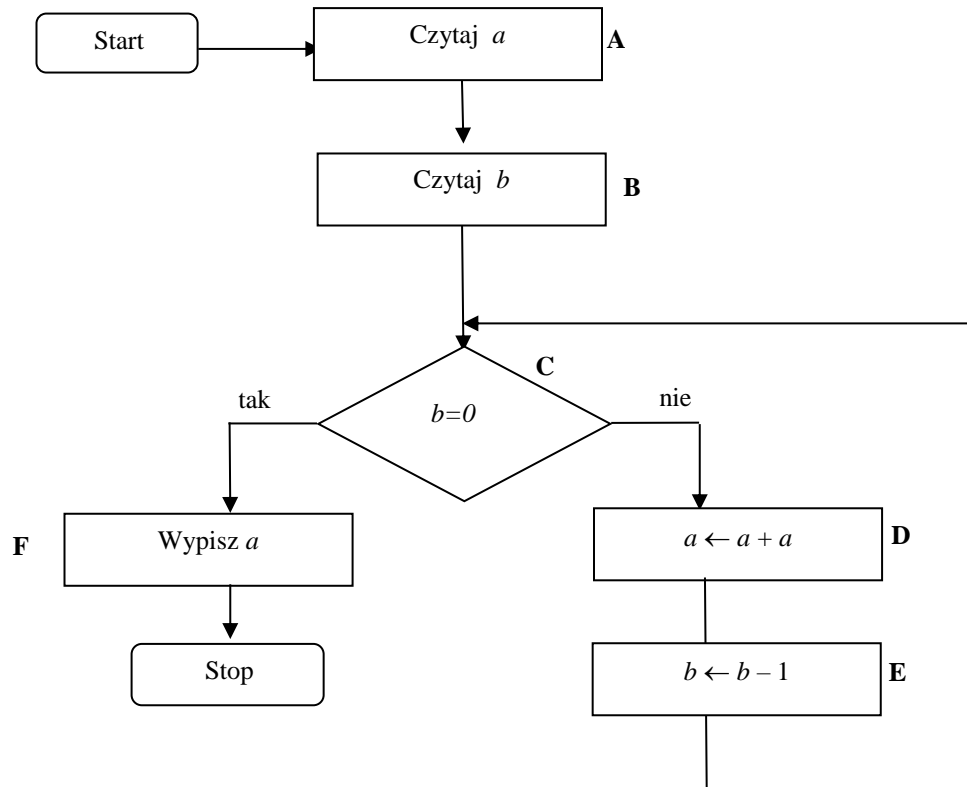 Start
Czytaj a
A
Czytaj b
B
C
tak
b=0
nie
F
Wypisz a
a ← a + a
D
Stop
b ← b – 1
E